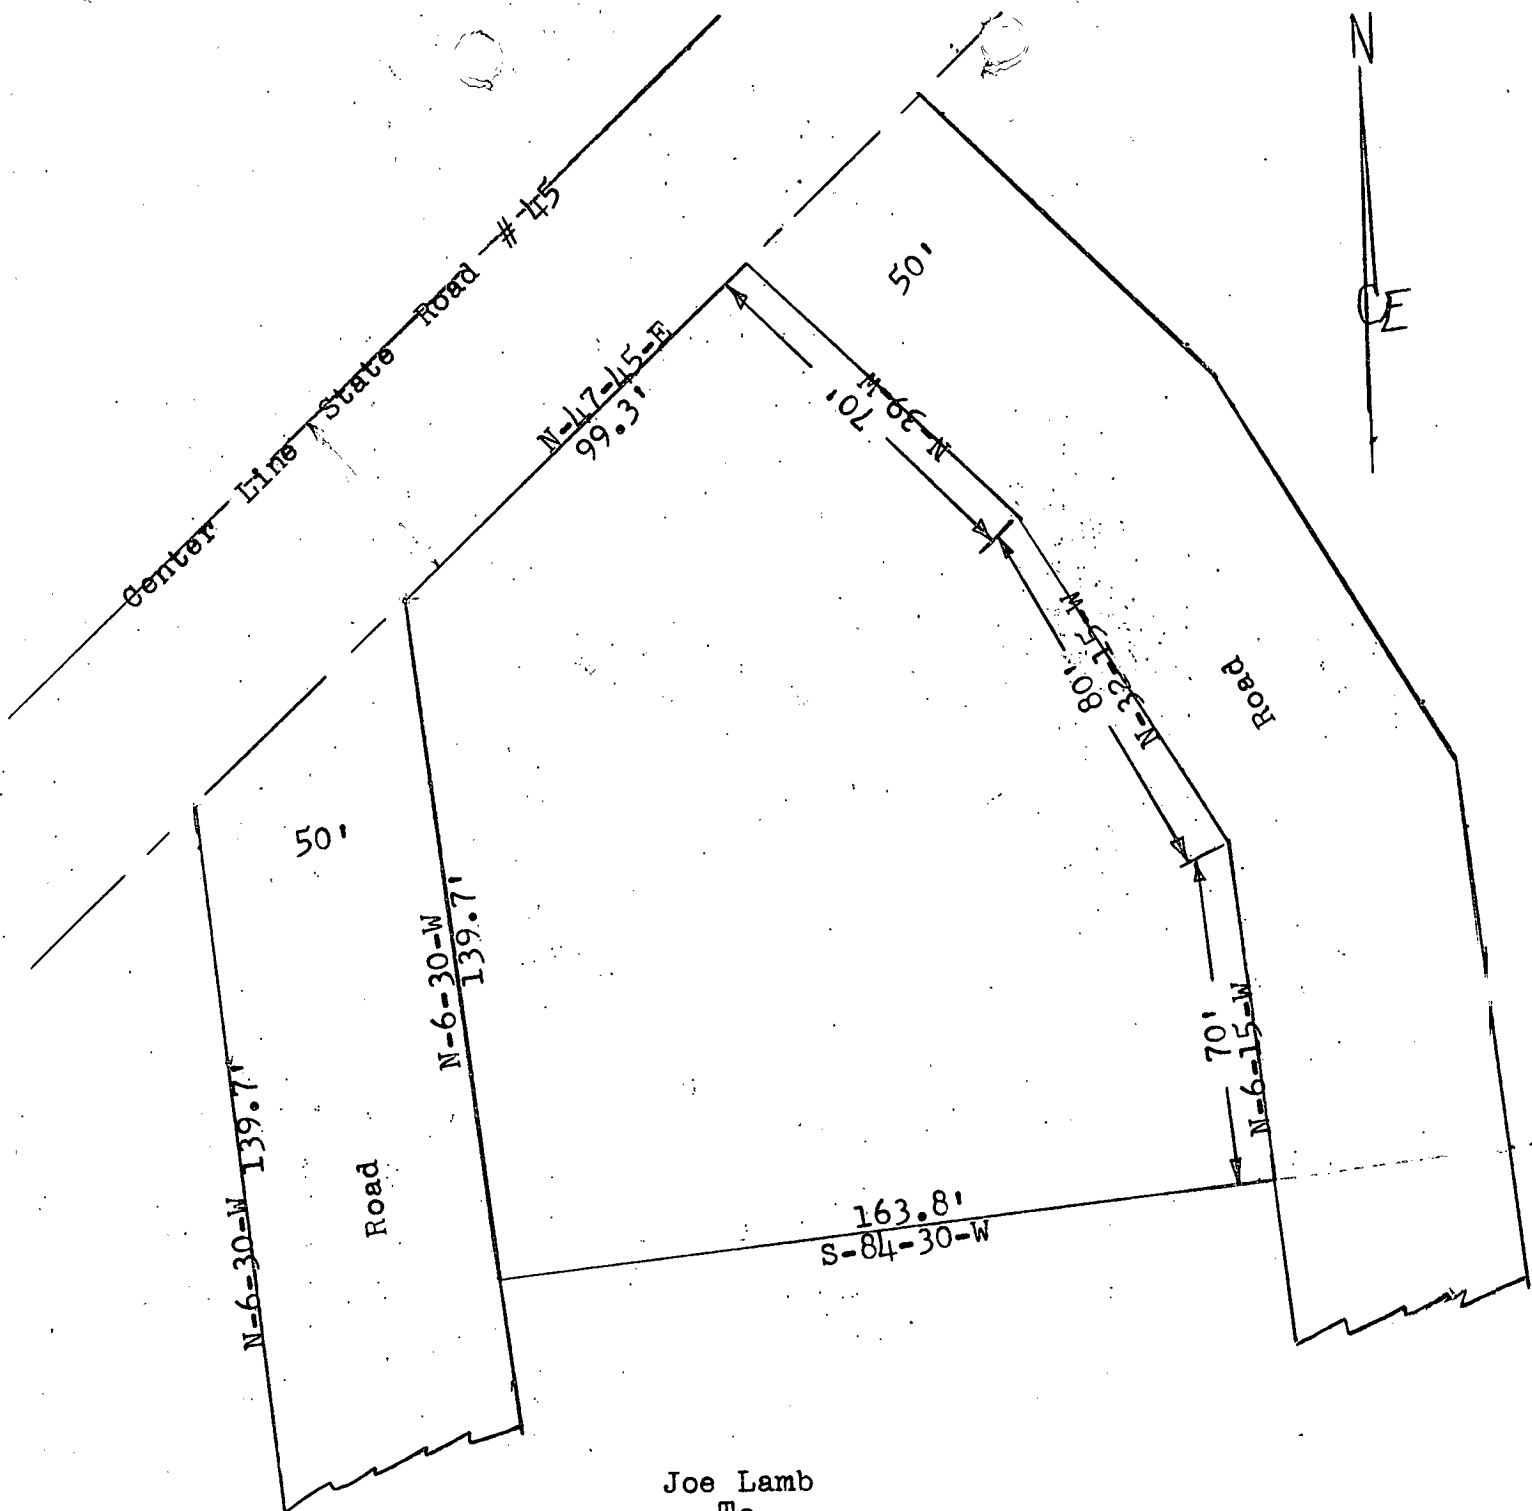 N
E
Center Line State Road #45
50'
N-47-45-E
99.3'
N-39-W
70'
N-32-15-W
80'
Road
50'
N-6-30-W
139.7'
70'
N-6-15-W
N-6-30-W 139.7'
Road
163.8'
S-84-30-W
Joe Lamb
To